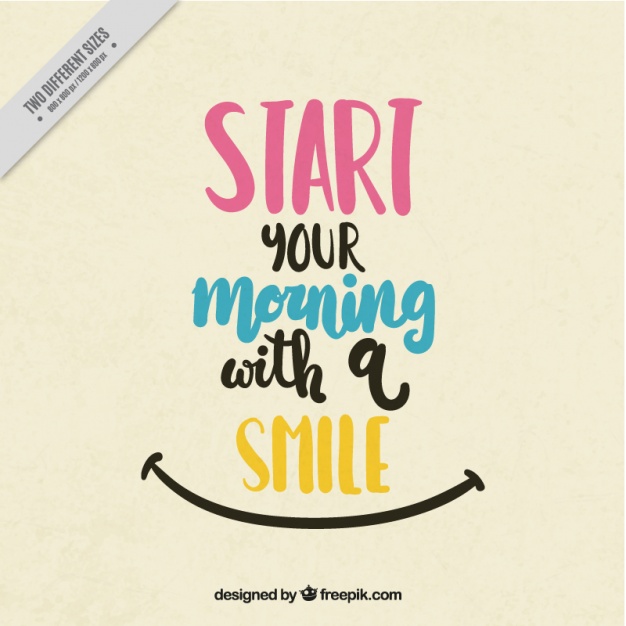 TWO DIFFERENT SIZES
800 x 800 px / 1200 x 800 px
START
YOUR
morning
with a
SMILE
designed by freepik.com